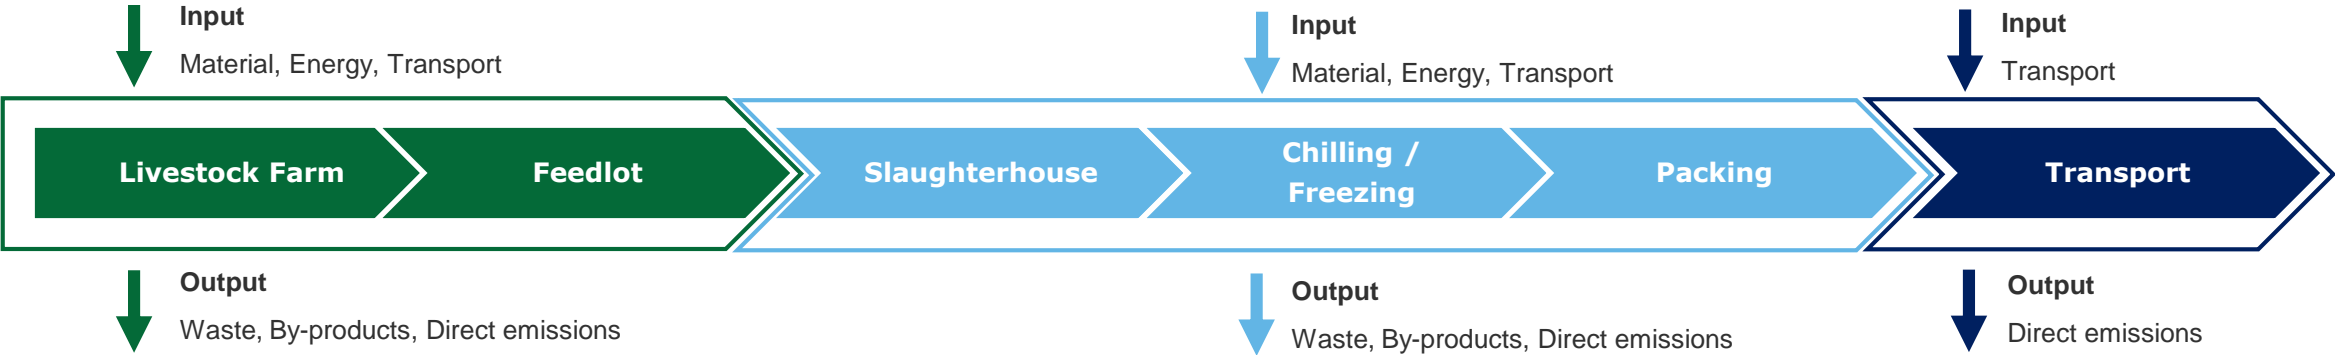 Input
Material, Energy, Transport
Input
Material, Energy, Transport
Input
Transport
Livestock Farm
Feedlot
Slaughterhouse
Chilling /
Freezing
Packing
Transport
Output
Waste, By-products, Direct emissions
Output
Waste, By-products, Direct emissions
Output
Direct emissions